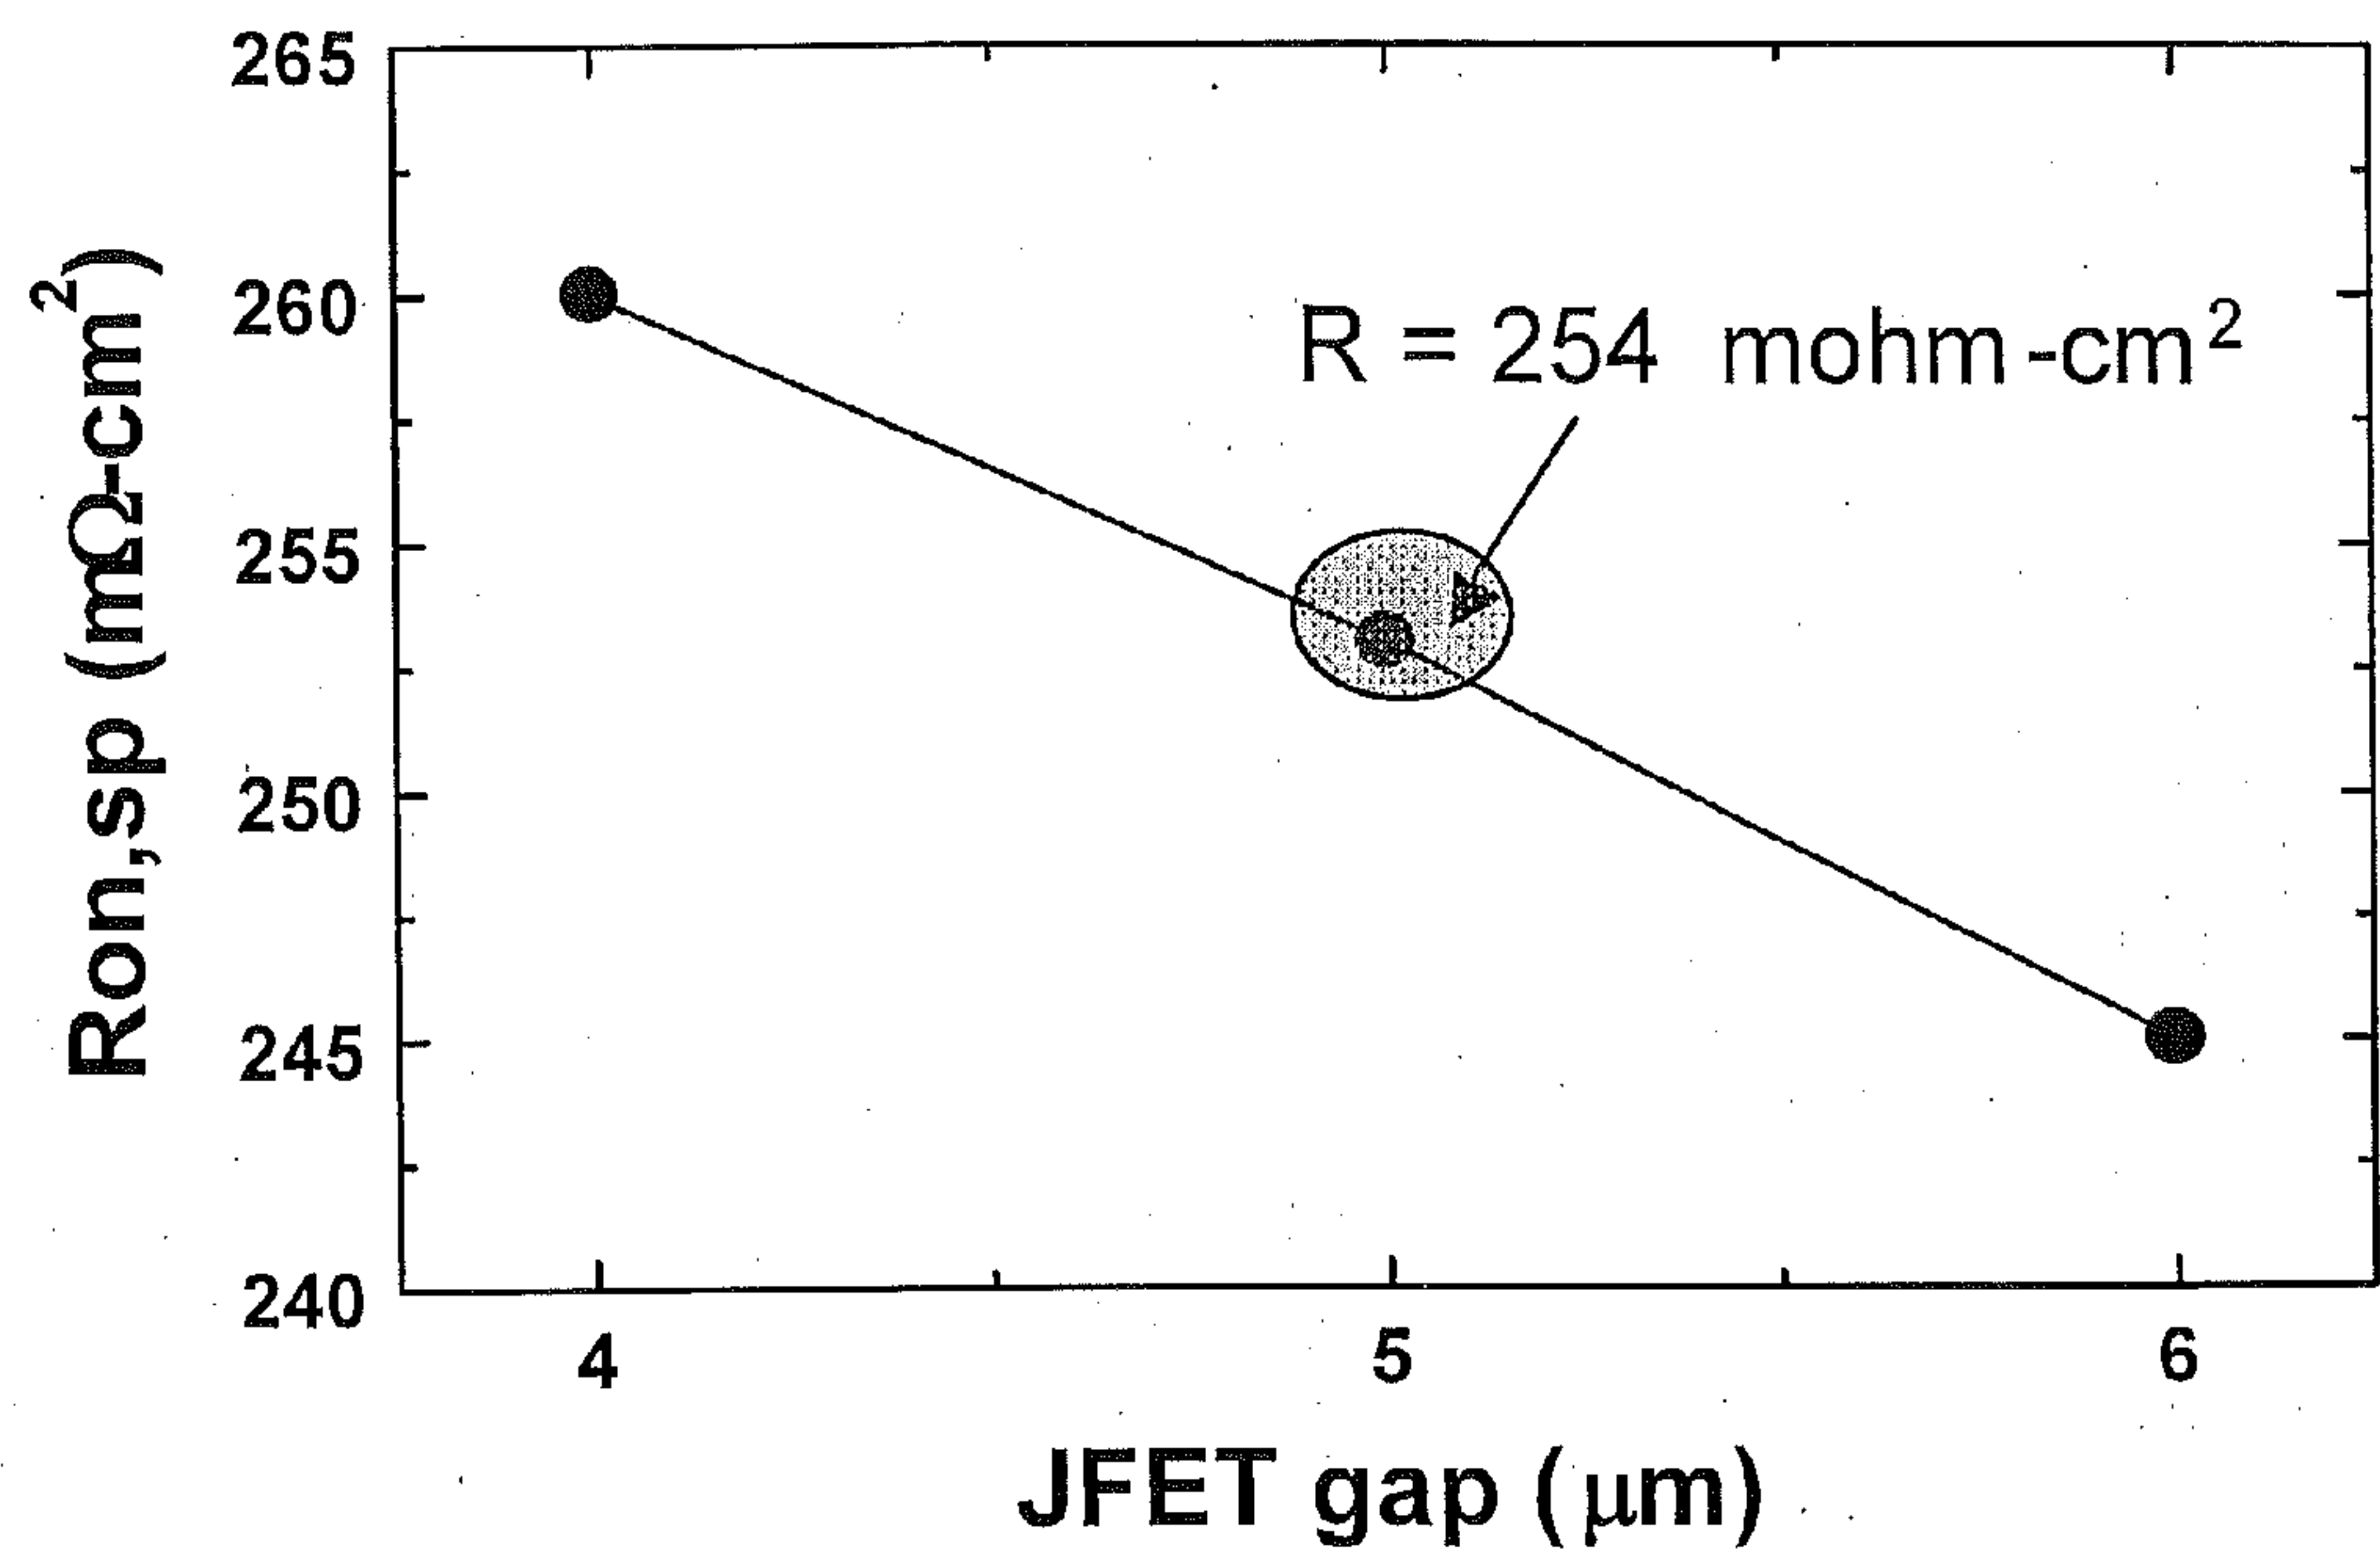 265
260
255
250
245
240
Ron,sp (mΩ-cm²)
R = 254 mohm-cm²
4 5 6
JFET gap (μm)